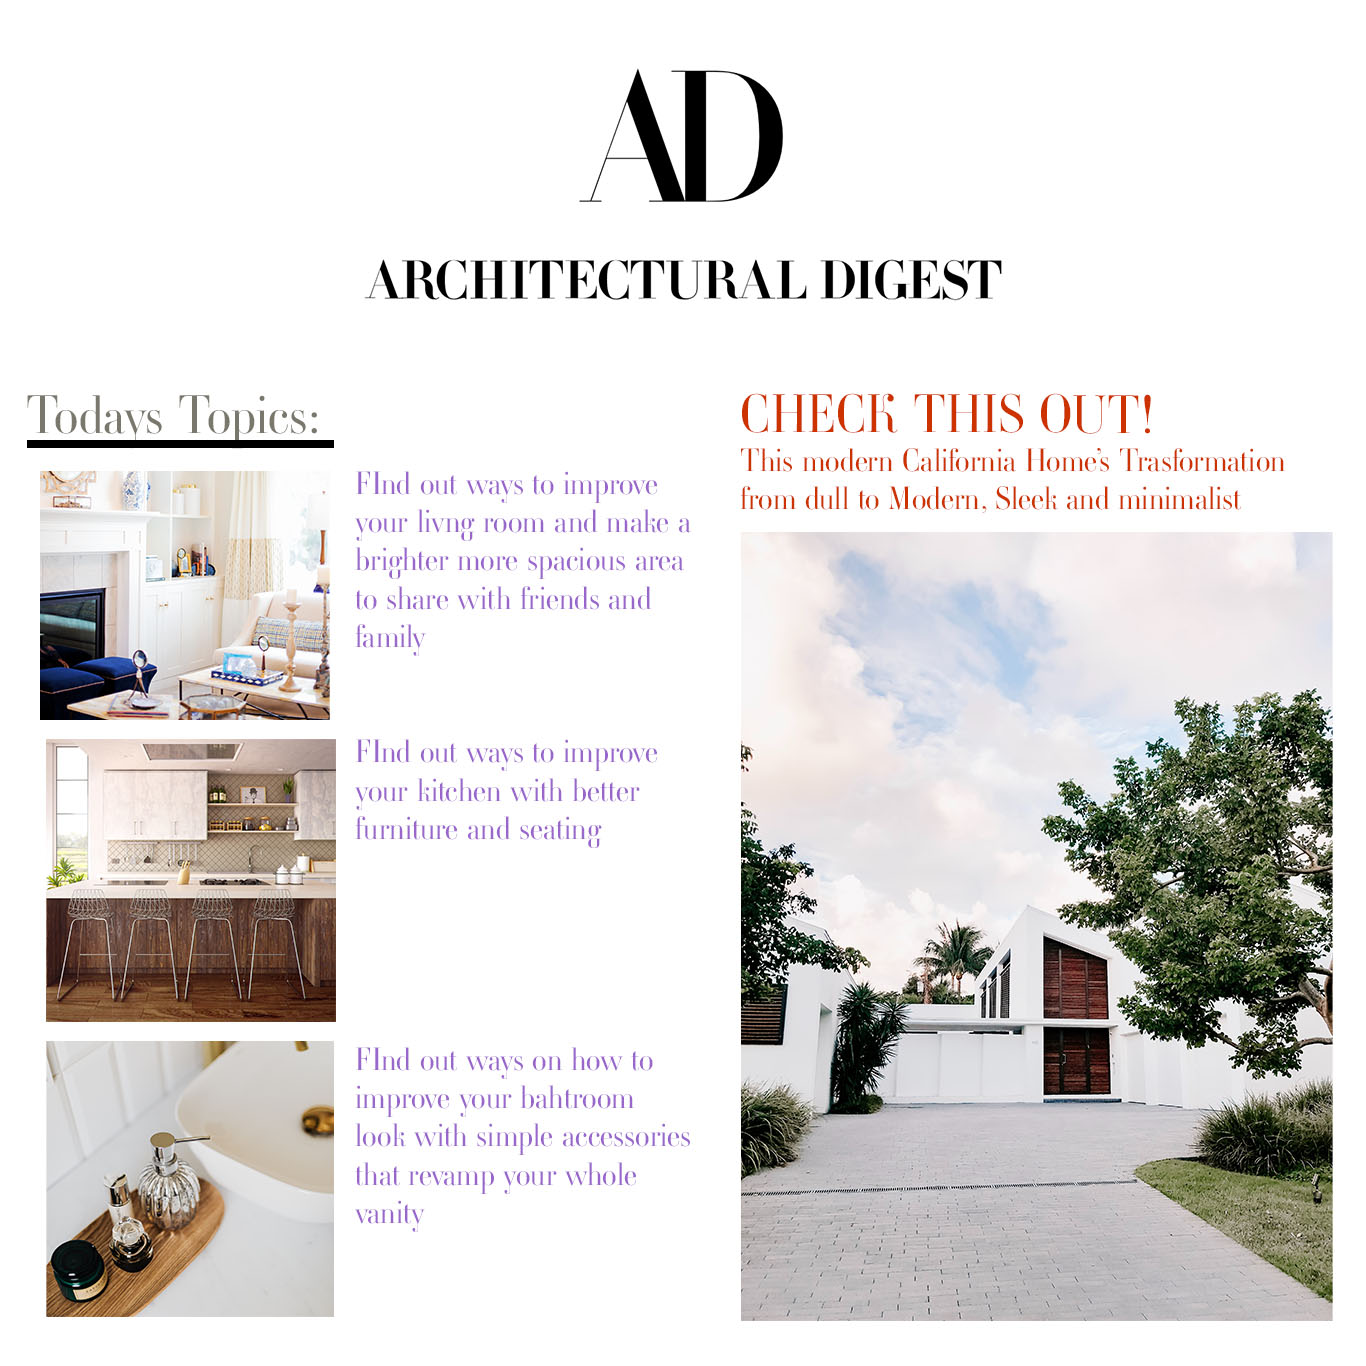 AD
ARCHITECTURAL DIGEST
Todays Topics:
FInd out ways to improve
your livng room and make a
brighter more spacious area
to share with friends and
family
FInd out ways to improve
your kitchen with better
furniture and seating
FInd out ways on how to
improve your bahtroom
look with simple accessories
that revamp your whole
vanity
CHECK THIS OUT!
This modern California Home's Trasformation
from dull to Modern, Sleek and minimalist